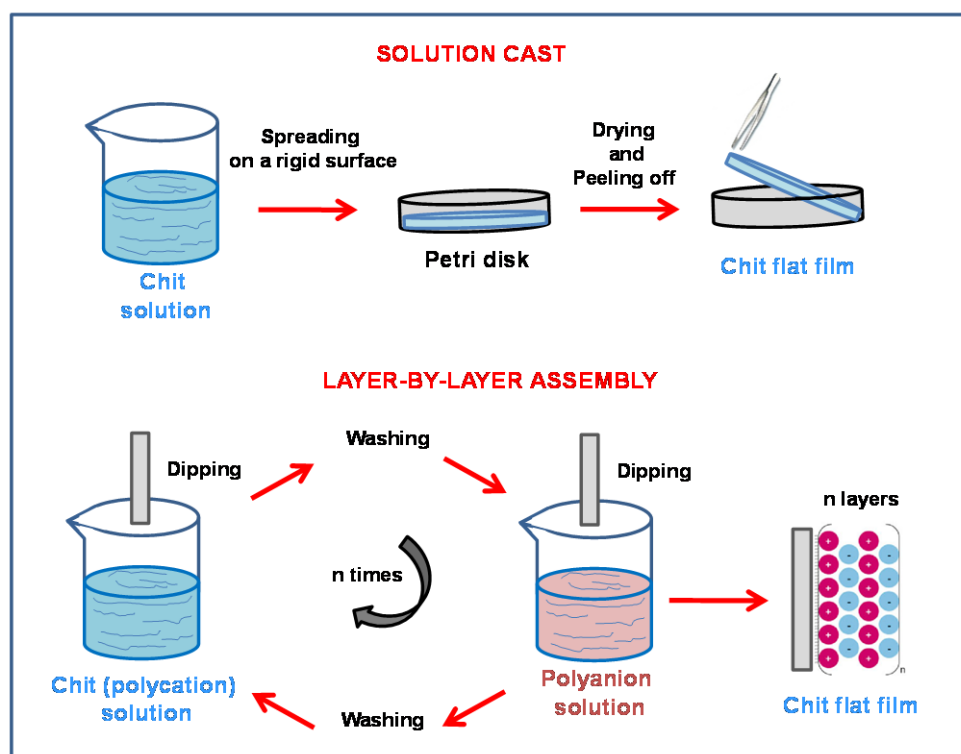 SOLUTION CAST
Spreading
on a rigid surface
Drying
and
Peeling off
Chit
solution
Petri disk
Chit flat film
LAYER-BY-LAYER ASSEMBLY
Washing
Dipping
Dipping
n layers
n times
+ - + -
n
Chit (polycation)
solution
Washing
Polyanion
solution
Chit flat film